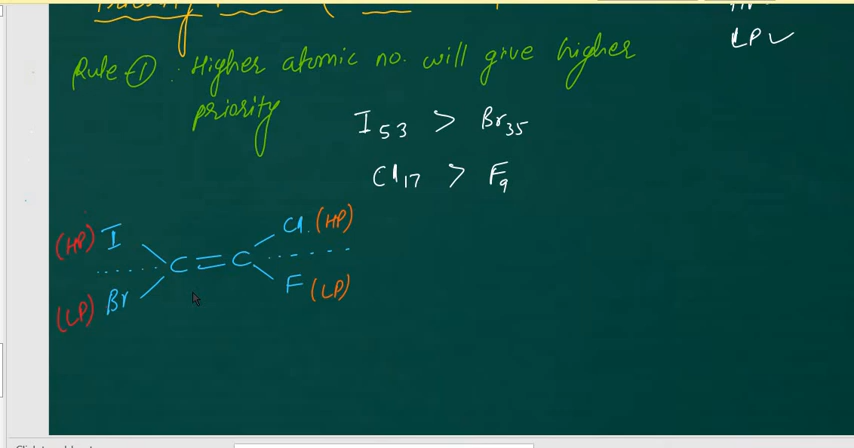 LP✓
Rule-① : Higher atomic no. will give higher
priority
I 53 > Br35
Cl17 > F9
(HP) I
Cl (HP)
C = C
(LP) Br
F (LP)